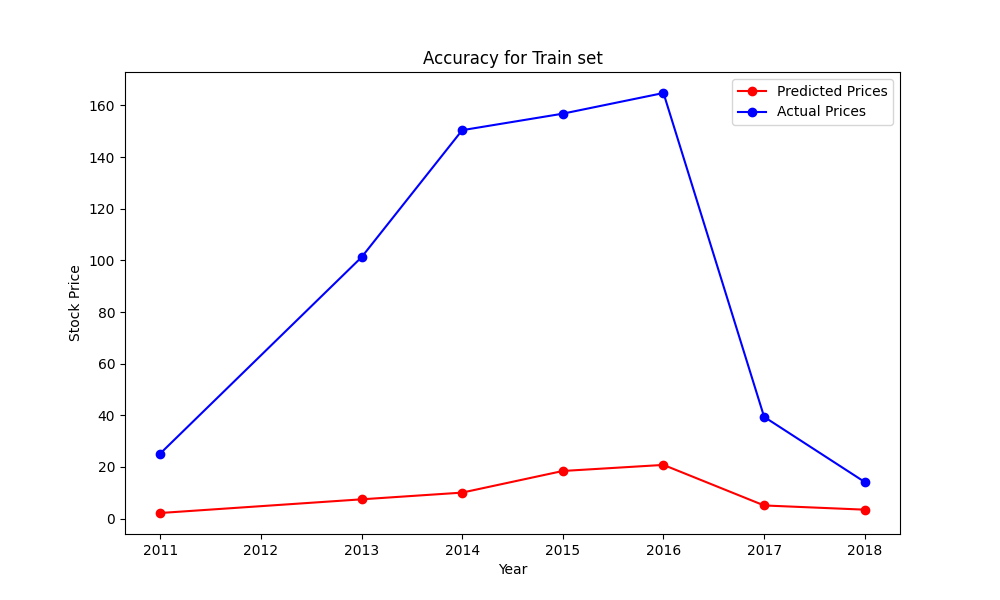 Accuracy for Train set
Predicted Prices
Actual Prices
160
140
120
100
80
60
40
20
0
Stock Price
2011 2012 2013 2014 2015 2016 2017 2018
Year